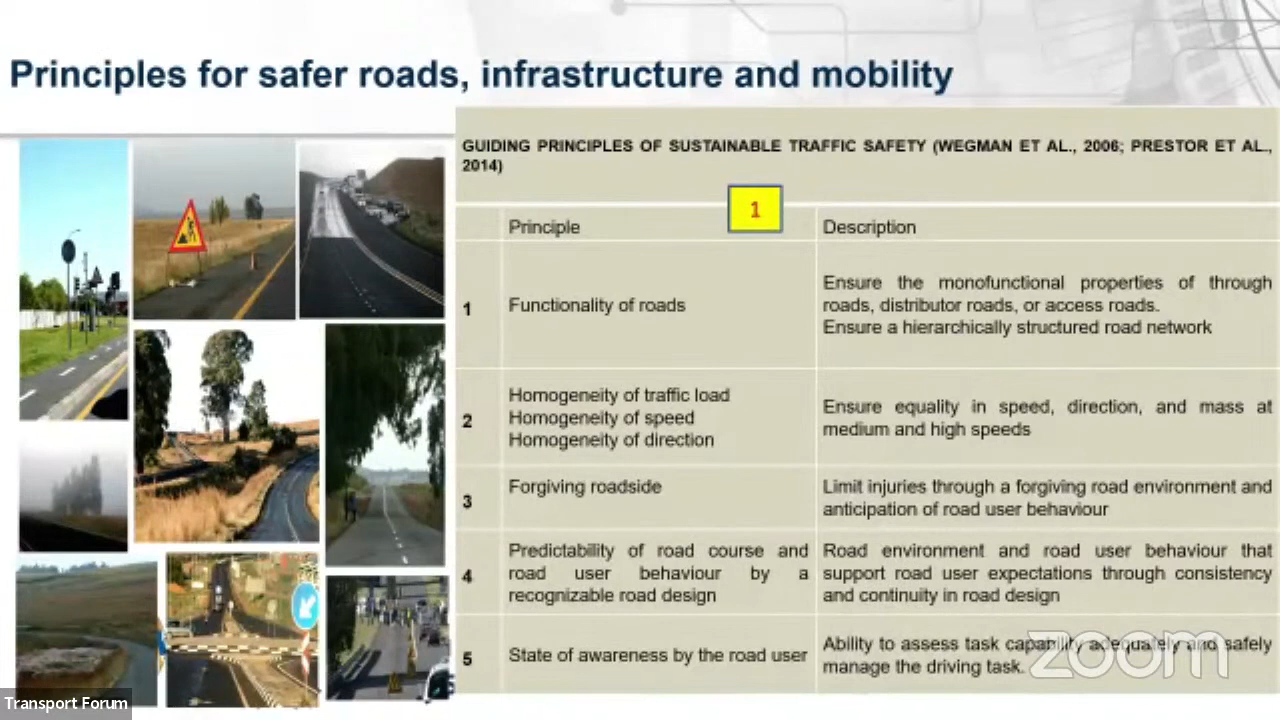 Principles for safer roads, infrastructure and mobility
GUIDING PRINCIPLES OF SUSTAINABLE TRAFFIC SAFETY (WEGMAN ET AL., 2006; PRESTOR ET AL.,
2014)
1
Principle
Description
1
Functionality of roads
Ensure the monofunctional properties of through
roads, distributor roads, or access roads.
Ensure a hierarchically structured road network
2
Homogeneity of traffic load
Homogeneity of speed
Homogeneity of direction
Ensure equality in speed, direction, and mass at
medium and high speeds
3
Forgiving roadside
Limit injuries through a forgiving road environment and
anticipation of road user behaviour
4
Predictability of road course and
road user behaviour by a
recognizable road design
Road environment and road user behaviour that
support road user expectations through consistency
and continuity in road design
5
State of awareness by the road user
Ability to assess task capability adequately and safely
manage the driving task.
zoom
Transport Forum